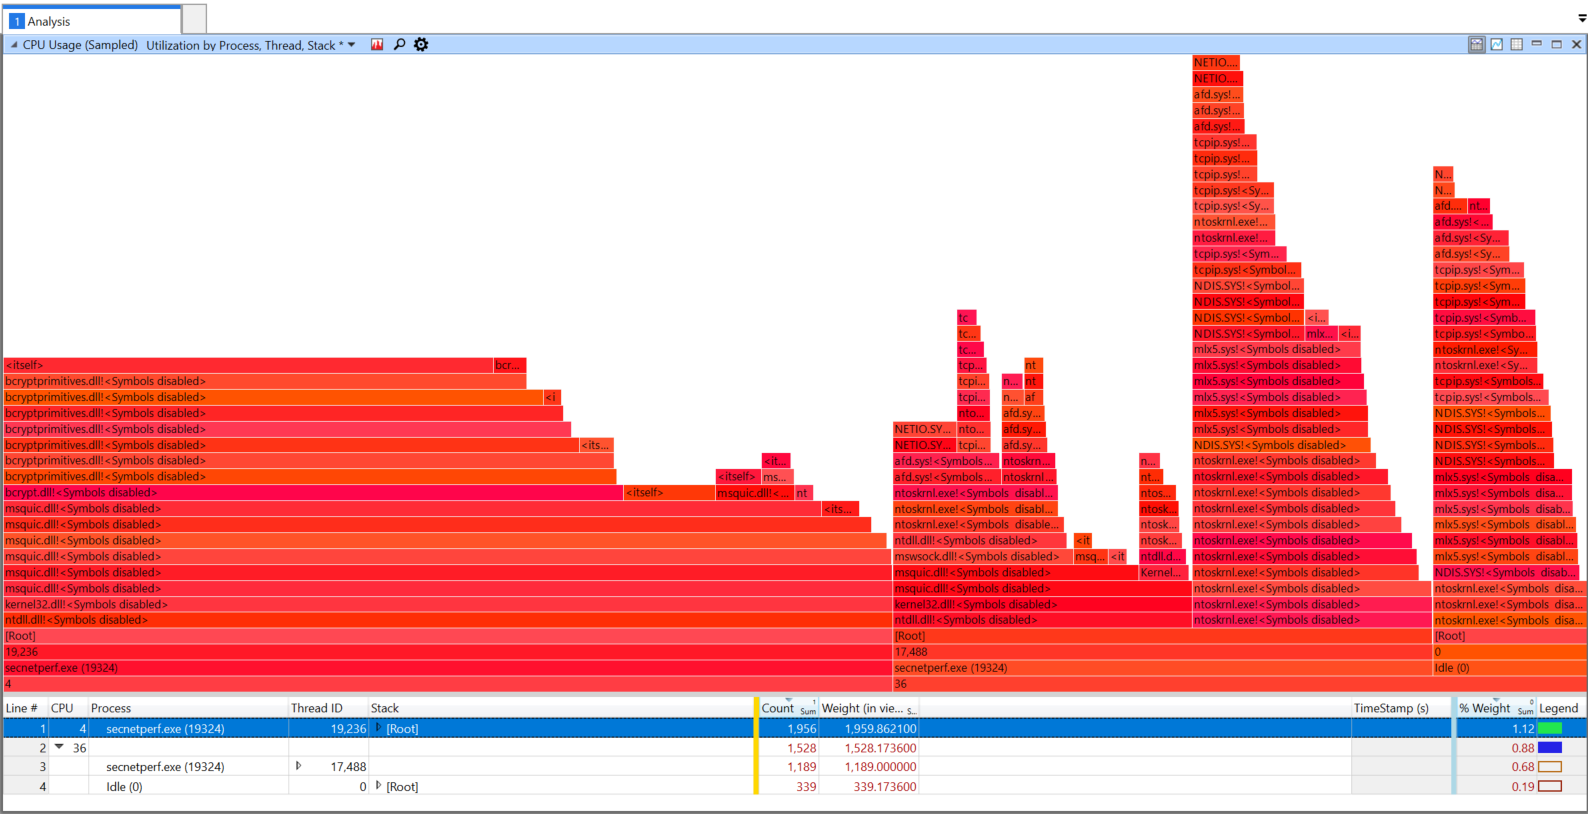 1 Analysis
CPU Usage (Sampled) Utilization by Process, Thread, Stack *
NETIO....
NETIO....
afd.sys!...
afd.sys!...
afd.sys!...
tcpip.sys!...
tcpip.sys!...
tcpip.sys!... N...
tcpip.sys!<Sy... N...
tcpip.sys!<Sy... afd.... nt...
ntoskrnl.exe!... afd.sys!<...
ntoskrnl.exe!... afd.sys!<Sy...
tcpip.sys!<Sym... afd.sys!<Sy...
tcpip.sys!<Symbol... tcpip.sys!<Sym...
NDIS.SYS!<Symbol... tcpip.sys!<Sym...
NDIS.SYS!<Symbol... tcpip.sys!<Sym...
tc NDIS.SYS!<Symbol... <i... tcpip.sys!<Symb...
tc... NDIS.SYS!<Symbol... mlx... <i... tcpip.sys!<Symbo...
tc... mlx5.sys!<Symbols disabled> ntoskrnl.exe!<Sy...
<itself> bcr... tcp... nt mlx5.sys!<Symbols disabled> ntoskrnl.exe!<Sy...
bcryptprimitives.dll!<Symbols disabled> tcpi... n... nt mlx5.sys!<Symbols disabled> tcpip.sys!<Symbols...
bcryptprimitives.dll!<Symbols disabled> <i tcpi... n... af mlx5.sys!<Symbols disabled> tcpip.sys!<Symbols...
bcryptprimitives.dll!<Symbols disabled> nto... afd.sy... mlx5.sys!<Symbols disabled> NDIS.SYS!<Symbols...
bcryptprimitives.dll!<Symbols disabled> NETIO.SY... nto... afd.sy... mlx5.sys!<Symbols disabled> NDIS.SYS!<Symbols...
bcryptprimitives.dll!<Symbols disabled> <its... NETIO.SY... tcpi... afd.sy... NDIS.SYS!<Symbols disabled> NDIS.SYS!<Symbols...
bcryptprimitives.dll!<Symbols disabled> <it... afd.sys!<Symbols... ntoskrn... n... ntoskrnl.exe!<Symbols disabled> NDIS.SYS!<Symbols...
bcryptprimitives.dll!<Symbols disabled> <itself> ms... afd.sys!<Symbols... ntoskrnl... nt... ntoskrnl.exe!<Symbols disabled> mlx5.sys!<Symbols disa...
bcrypt.dll!<Symbols disabled> <itself> msquic.dll!<... nt ntoskrnl.exe!<Symbols disabl... ntos... ntoskrnl.exe!<Symbols disabled> mlx5.sys!<Symbols disa...
msquic.dll!<Symbols disabled> <its... ntoskrnl.exe!<Symbols disabl... ntosk... ntoskrnl.exe!<Symbols disabled> mlx5.sys!<Symbols disab...
msquic.dll!<Symbols disabled> ntoskrnl.exe!<Symbols disable... ntosk... ntoskrnl.exe!<Symbols disabled> mlx5.sys!<Symbols disabl...
msquic.dll!<Symbols disabled> ntdll.dll!<Symbols disabled> <it ntosk... ntoskrnl.exe!<Symbols disabled> mlx5.sys!<Symbols disabl...
msquic.dll!<Symbols disabled> mswsock.dll!<Symbols disabled> msq... <it ntdll.d... ntoskrnl.exe!<Symbols disabled> mlx5.sys!<Symbols disabl...
msquic.dll!<Symbols disabled> msquic.dll!<Symbols disabled> Kernel... ntoskrnl.exe!<Symbols disabled> NDIS.SYS!<Symbols disab...
msquic.dll!<Symbols disabled> msquic.dll!<Symbols disabled> ntoskrnl.exe!<Symbols disabled> ntoskrnl.exe!<Symbols disa...
kernel32.dll!<Symbols disabled> kernel32.dll!<Symbols disabled> ntoskrnl.exe!<Symbols disabled> ntoskrnl.exe!<Symbols disa...
ntdll.dll!<Symbols disabled> ntdll.dll!<Symbols disabled> ntoskrnl.exe!<Symbols disabled> ntoskrnl.exe!<Symbols disa...
[Root] [Root] [Root]
19,236 17,488 0
secnetperf.exe (19324) secnetperf.exe (19324) Idle (0)
4 36
Line # CPU Process Thread ID Stack Count 1 Sum Weight (in vie... S... TimeStamp (s) % Weight 0 Sum Legend
1 4 secnetperf.exe (19324) 19,236 [Root] 1,956 1,959.862100 1.12
2 36 1,528 1,528.173600 0.88
3 secnetperf.exe (19324) 17,488 1,189 1,189.000000 0.68
4 Idle (0) 0 [Root] 339 339.173600 0.19